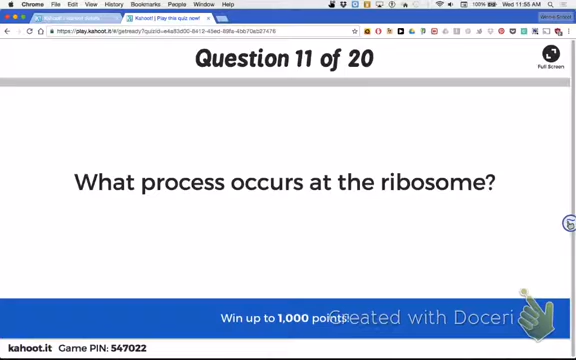 Chrome File Edit View History Bookmarks People Window Help 100% Wed 11:55 AM
Kahoot! | Play this quiz now!
https://play.kahoot.it/#/getready?quizId=e4a83d00-8412-45ed-89fa-4bb70ab27476
Question 11 of 20
Full Screen
What process occurs at the ribosome?
Win up to 1,000 points!
Created with Doceri
kahoot.it Game PIN: 547022